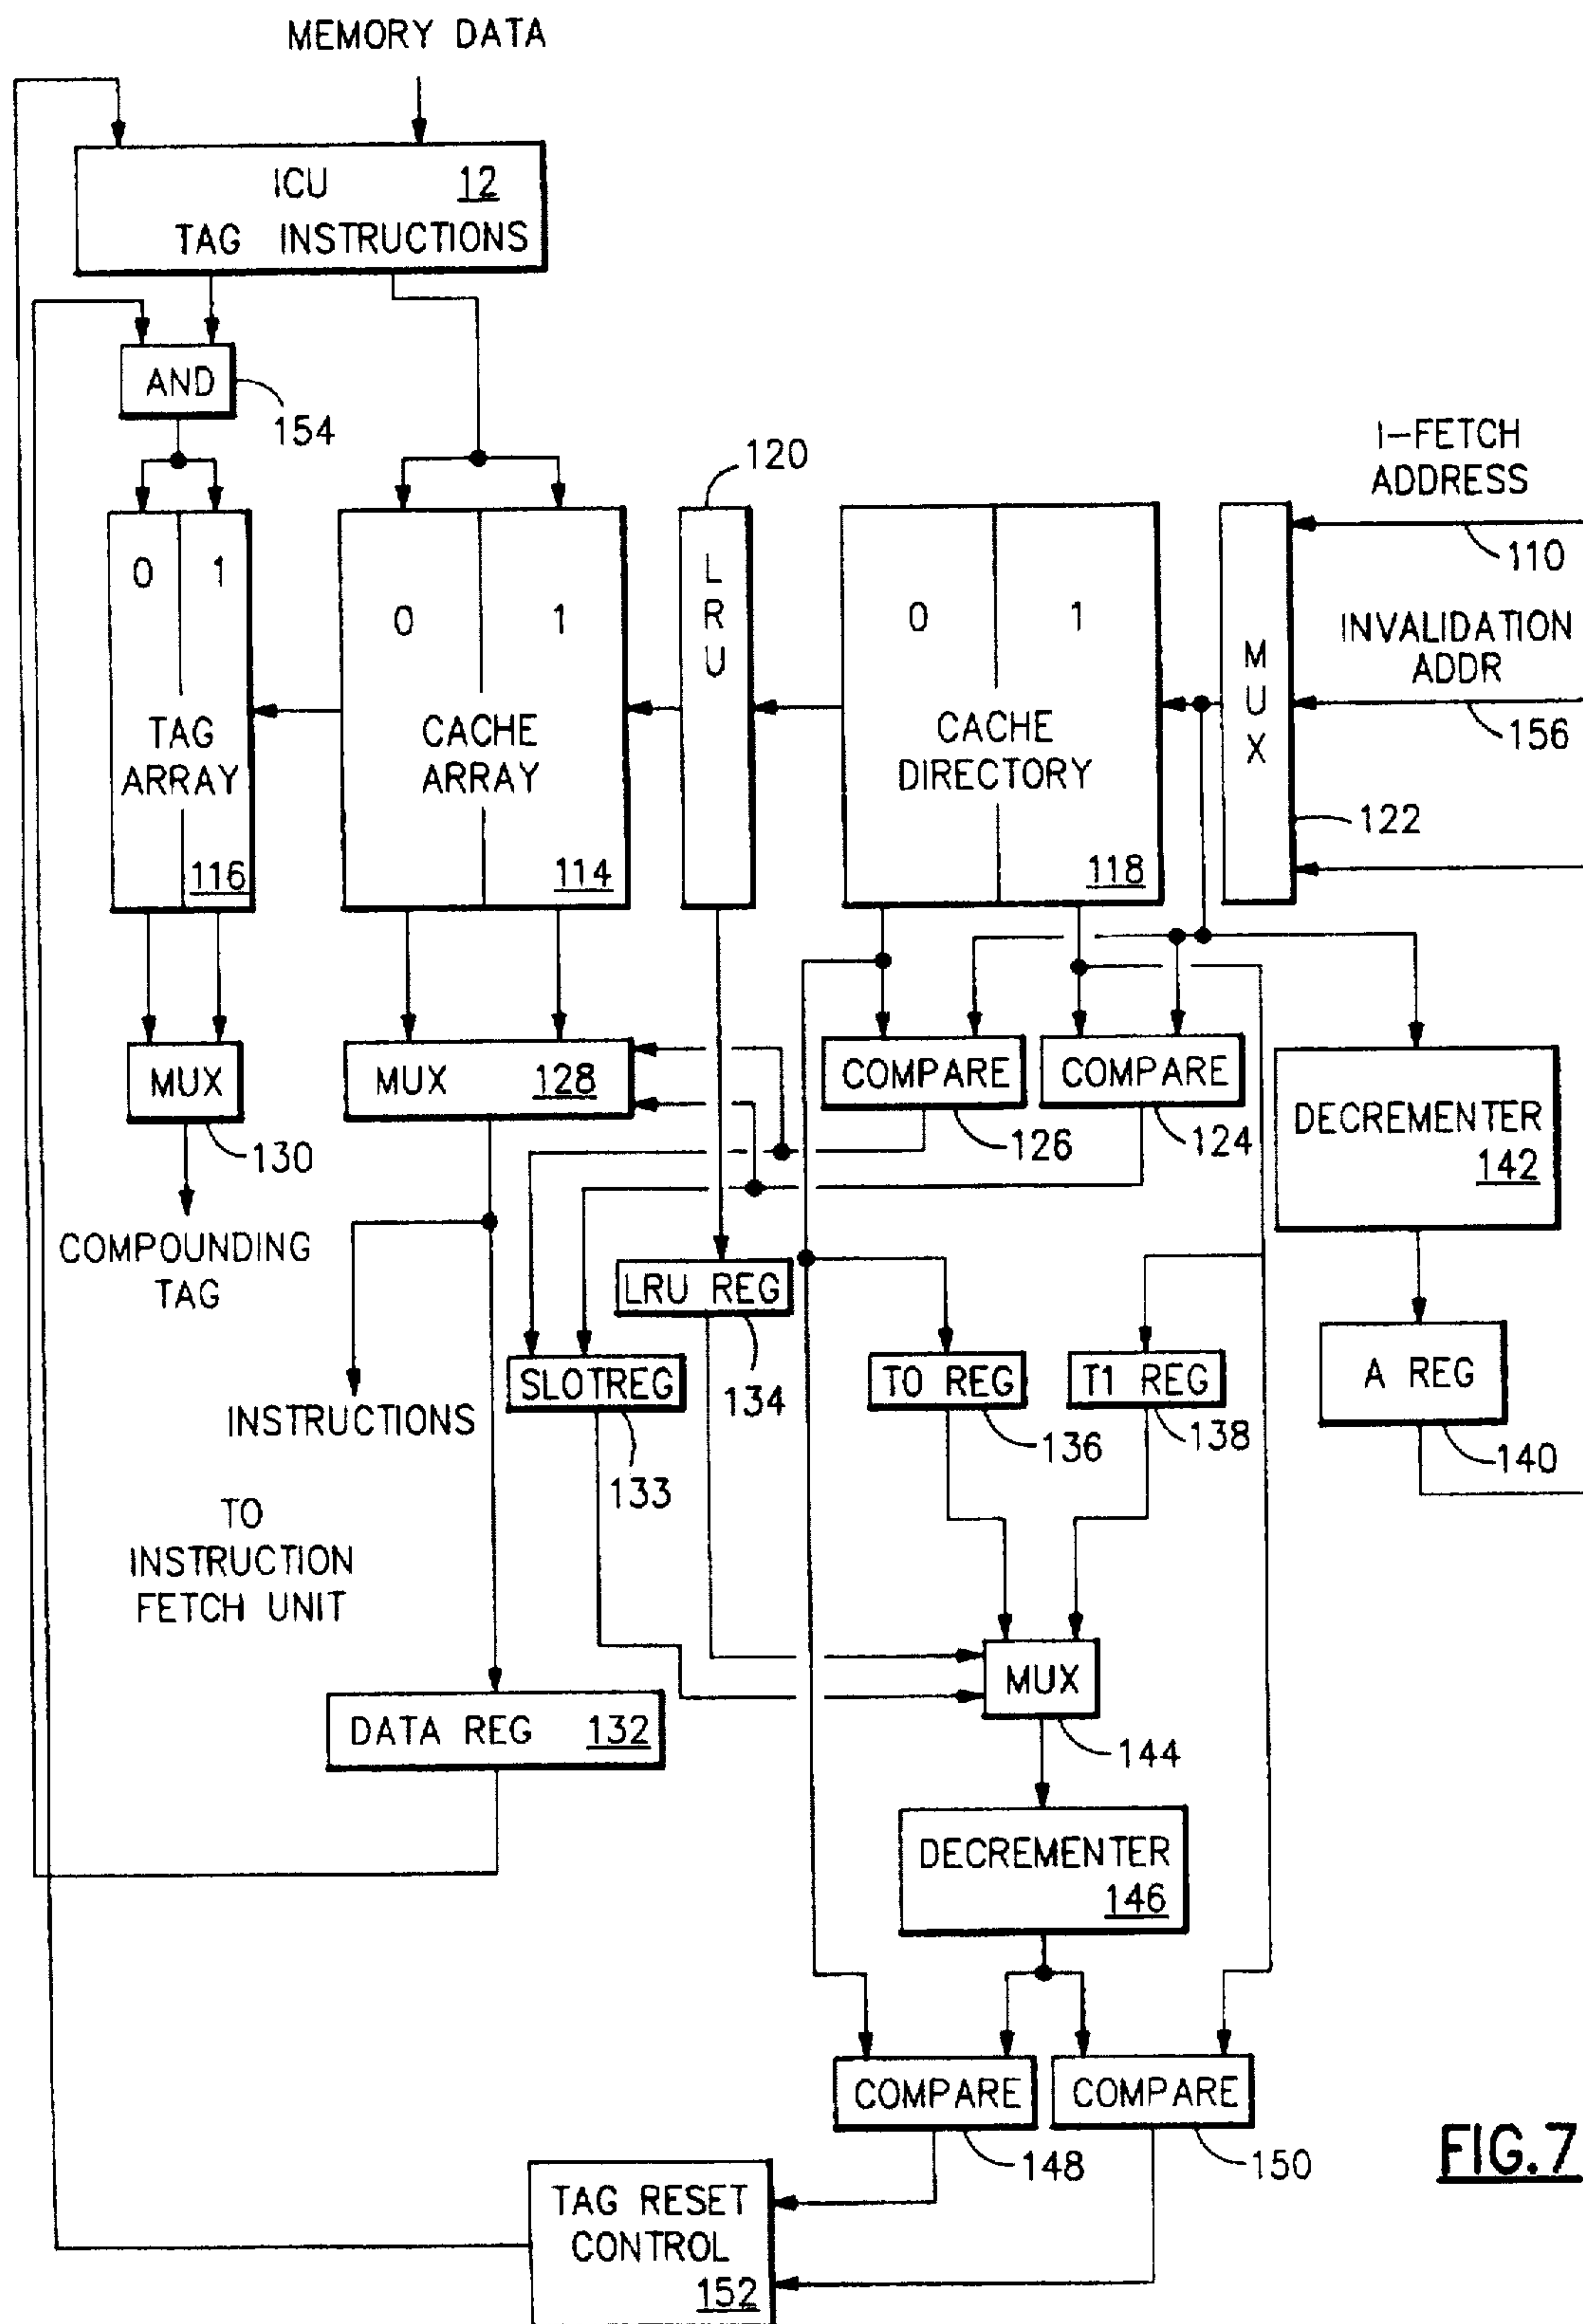 MEMORY DATA
ICU 12
TAG INSTRUCTIONS
AND
154
120
I-FETCH
ADDRESS
110
0 1
TAG
ARRAY
116
0 1
CACHE
ARRAY
114
L
R
U
0 1
CACHE
DIRECTORY
118
M
U
X
INVALIDATION
ADDR
156
122
MUX
130
MUX 128
COMPARE
126
COMPARE
124
DECREMENTER
142
COMPOUNDING
TAG
LRU REG
134
INSTRUCTIONS
SLOTREG
133
T0 REG
136
T1 REG
138
A REG
140
TO
INSTRUCTION
FETCH UNIT
MUX
144
DATA REG 132
DECREMENTER
146
COMPARE
148
COMPARE
150
TAG RESET
CONTROL
152
FIG.7